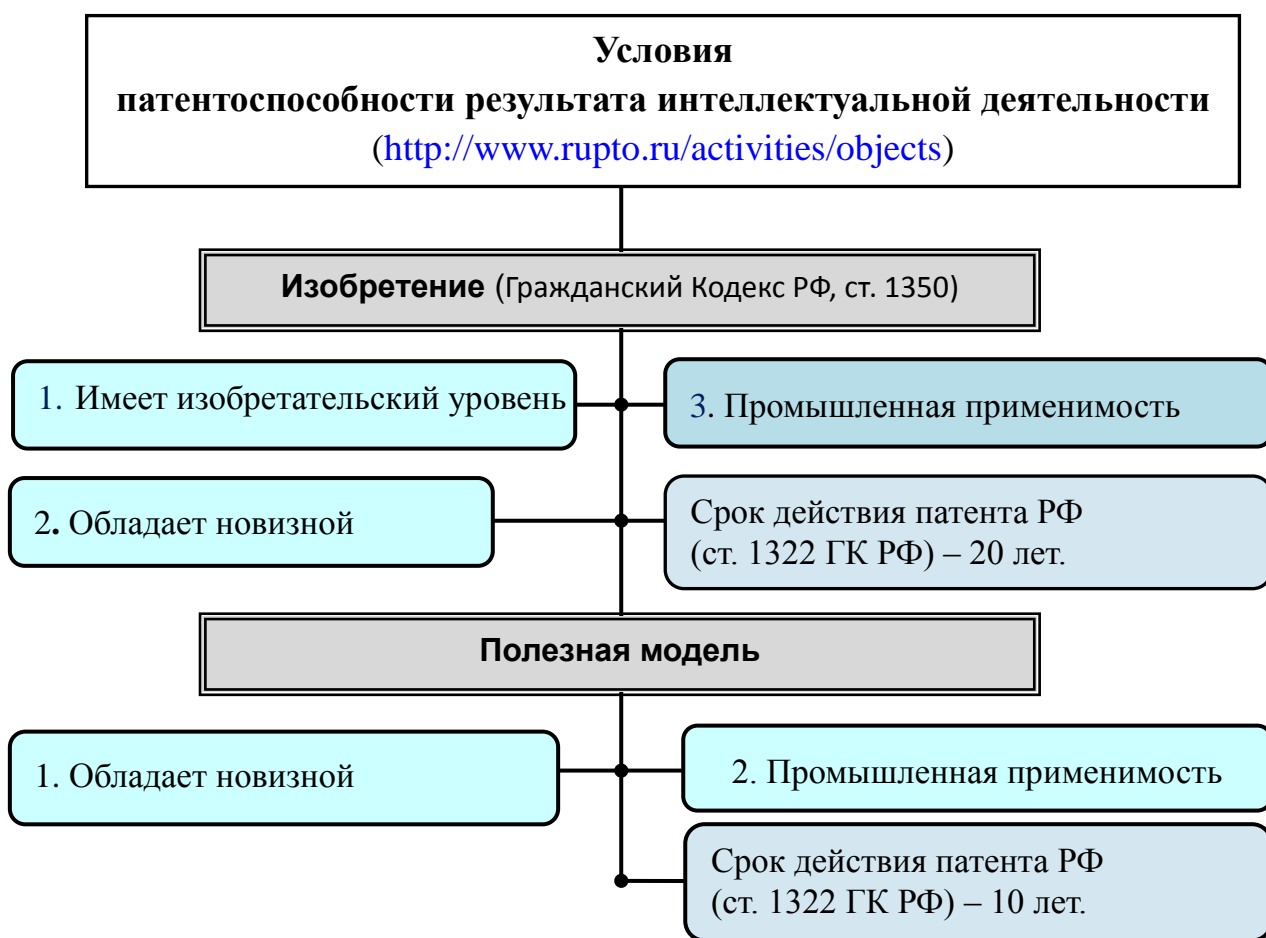 Условия
патентоспособности результата интеллектуальной деятельности
(http://www.rupto.ru/activities/objects)
Изобретение (Гражданский Кодекс РФ, ст. 1350)
1. Имеет изобретательский уровень
3. Промышленная применимость
2. Обладает новизной
Срок действия патента РФ
(ст. 1322 ГК РФ) – 20 лет.
Полезная модель
1. Обладает новизной
2. Промышленная применимость
Срок действия патента РФ
(ст. 1322 ГК РФ) – 10 лет.